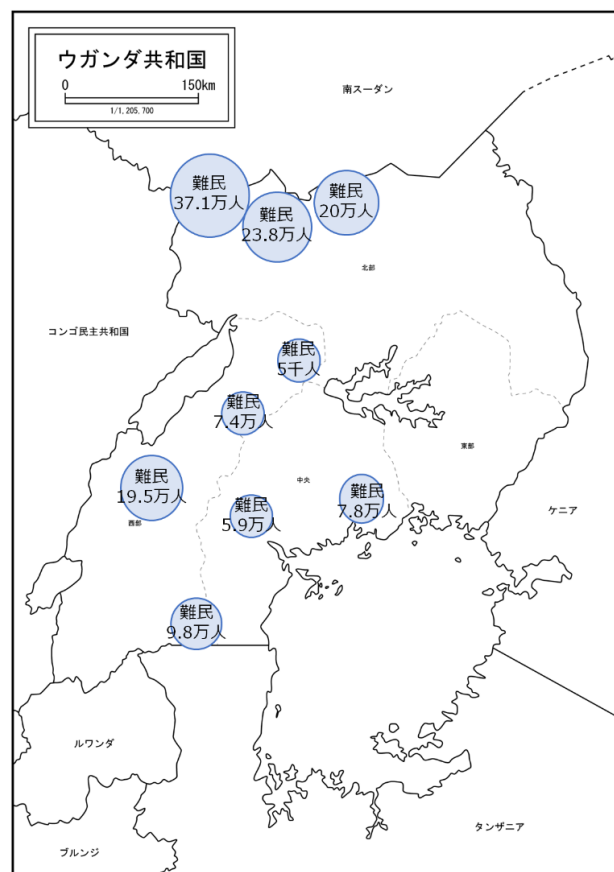 ウガンダ共和国
0 150km
1/1,205,700
南スーダン
難民
37.1万人
難民
23.8万人
難民
20万人
北部
コンゴ民主共和国
難民
5千人
難民
7.4万人
東部
難民
19.5万人
中央
難民
7.8万人
難民
5.9万人
西部
ケニア
難民
9.8万人
ルワンダ
タンザニア
ブルンジ